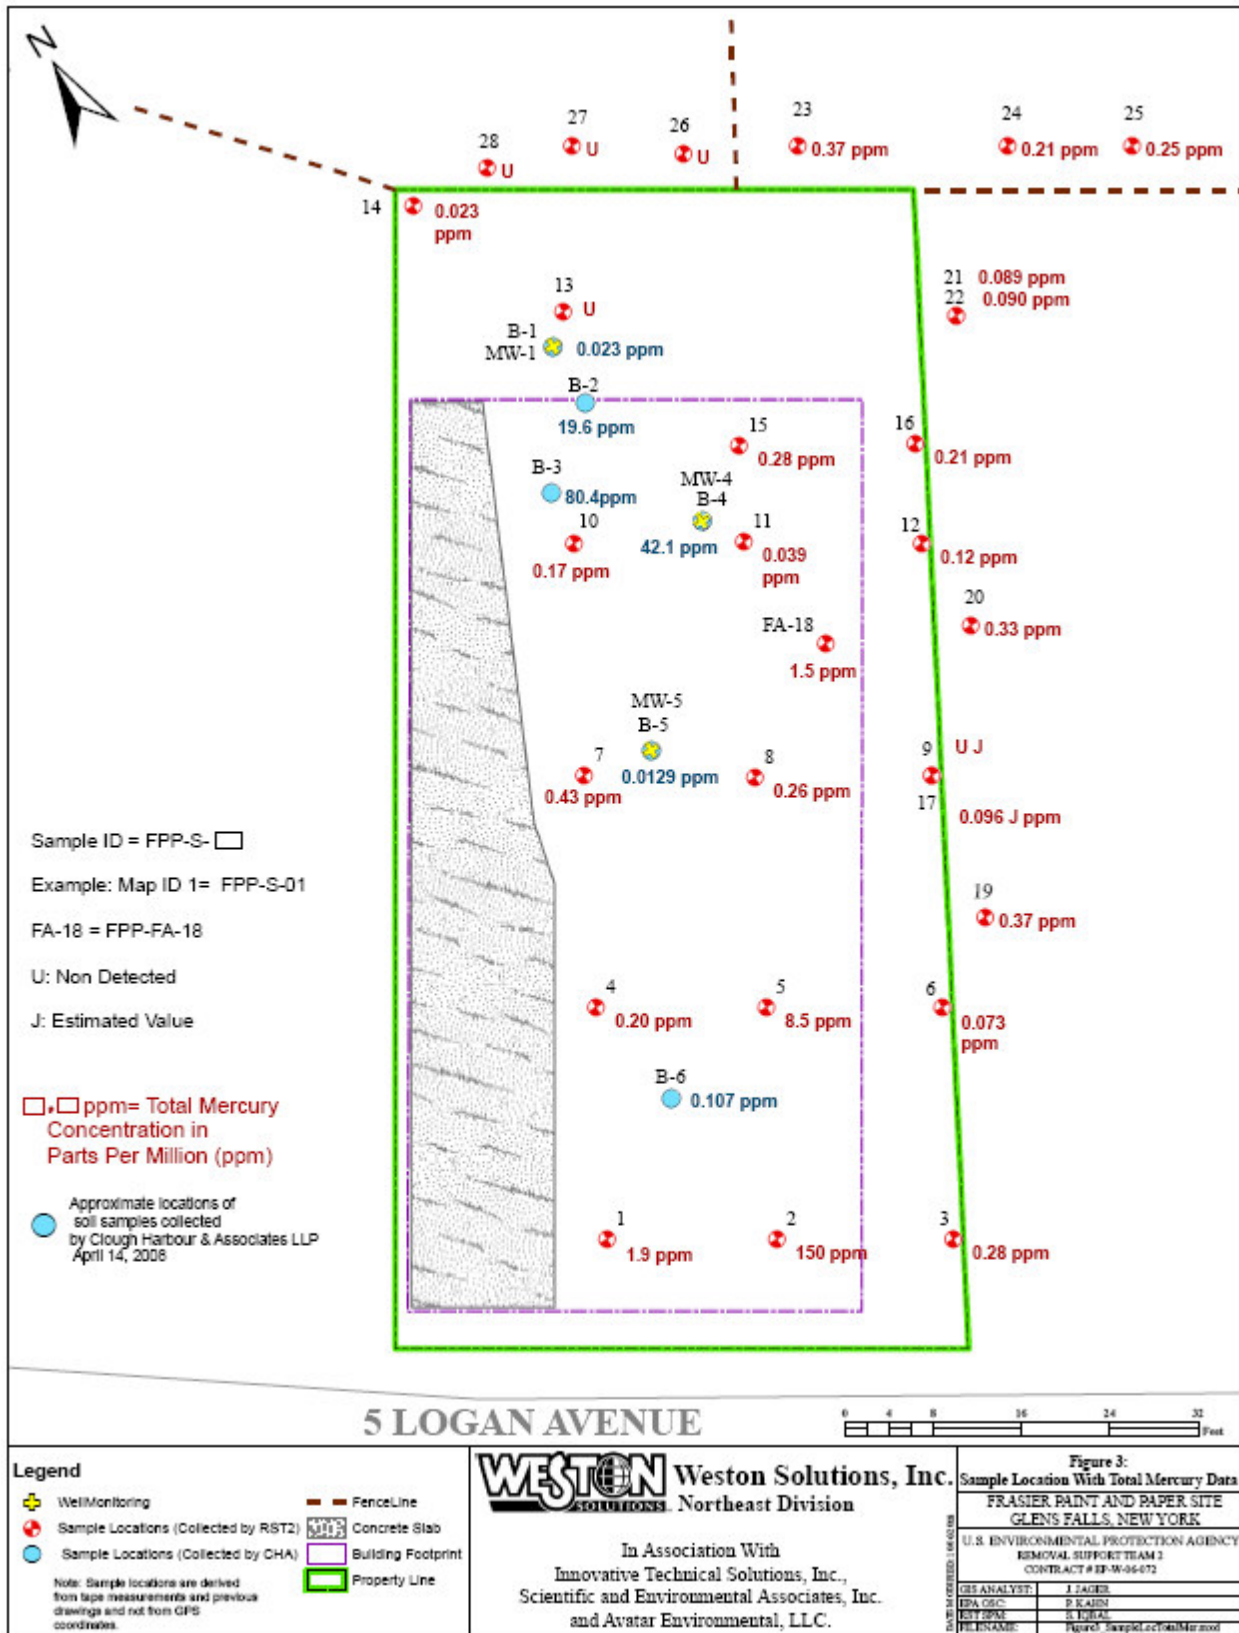 N
27
26
23
24
25
28
U
U
U
0.37 ppm
0.21 ppm
0.25 ppm
14
0.023
ppm
21 0.089 ppm
22 0.090 ppm
13
U
B-1
MW-1
0.023 ppm
B-2
19.6 ppm
15
0.28 ppm
16
0.21 ppm
B-3
80.4ppm
MW-4
B-4
42.1 ppm
10
0.17 ppm
11
0.039
ppm
12
0.12 ppm
20
0.33 ppm
FA-18
1.5 ppm
MW-5
B-5
0.0129 ppm
7
0.43 ppm
8
0.26 ppm
9
U J
17
0.096 J ppm
Sample ID = FPP-S-
Example: Map ID 1= FPP-S-01
FA-18 = FPP-FA-18
U: Non Detected
J: Estimated Value
19
0.37 ppm
4
0.20 ppm
5
8.5 ppm
6
0.073
ppm
B-6
0.107 ppm
ppm= Total Mercury
Concentration in
Parts Per Million (ppm)
Approximate locations of
soil samples collected
by Clough Harbour & Associates LLP
April 14, 2008
1
1.9 ppm
2
150 ppm
3
0.28 ppm
5 LOGAN AVENUE
0 4 8 16 24 32
Feet
Legend
WellMonitoring
Sample Locations (Collected by RST2)
Sample Locations (Collected by CHA)
Note: Sample locations are derived
from tape measurements and previous
drawings and not from GPS
coordinates.
FenceLine
Concrete Slab
Building Footprint
Property Line
WESTON
SOLUTIONS
Weston Solutions, Inc.
Northeast Division
In Association With
Innovative Technical Solutions, Inc.,
Scientific and Environmental Associates, Inc.
and Avatar Environmental, LLC.
Figure 3:
Sample Location With Total Mercury Data
FRASIER PAINT AND PAPER SITE
GLENS FALLS, NEW YORK
U.S. ENVIRONMENTAL PROTECTION AGENCY
REMOVAL SUPPORT TEAM 2
CONTRACT # EP-W-06-072
GIS ANALYST: J. JAGER
EPA OSC: P. KAHN
RST SPM: S. IQBAL
FILENAME: Figure3_SampleLocTotalMer.mxd
DATE MODIFIED: